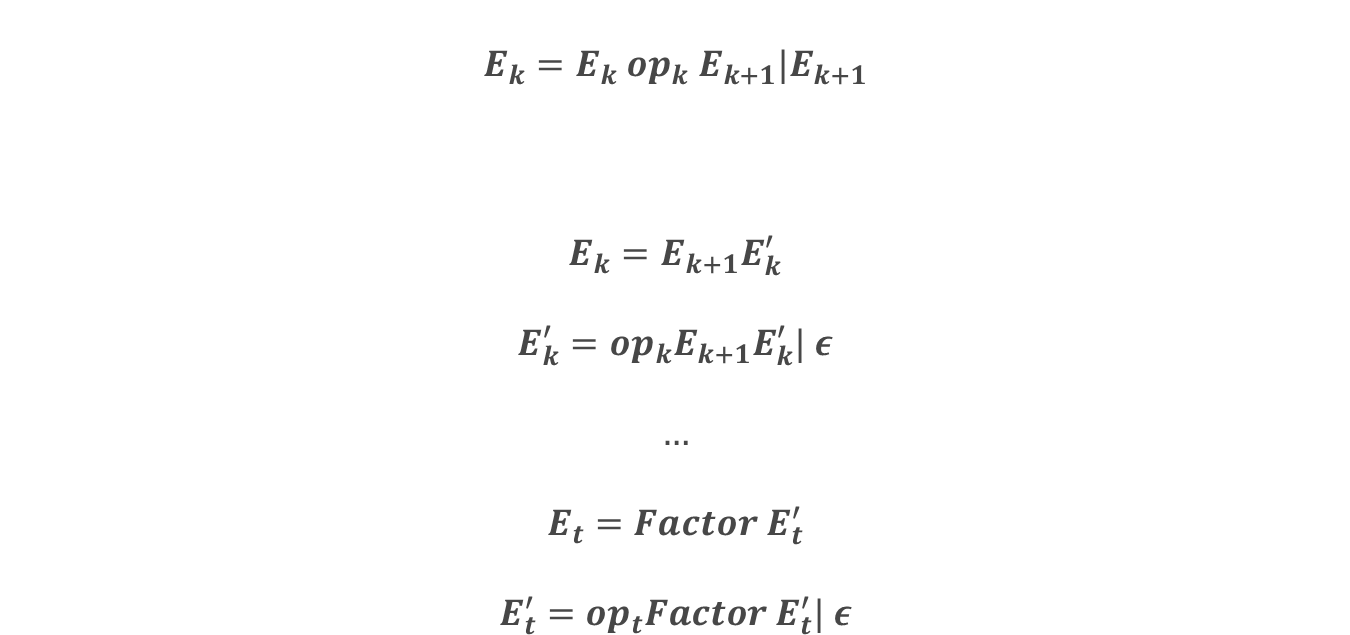 E_k = E_k op_k E_{k+1}|E_{k+1}
E_k = E_{k+1}E'_k
E'_k = op_kE_{k+1}E'_k| ϵ
...
E_t = Factor E'_t
E'_t = op_tFactor E'_t| ϵ